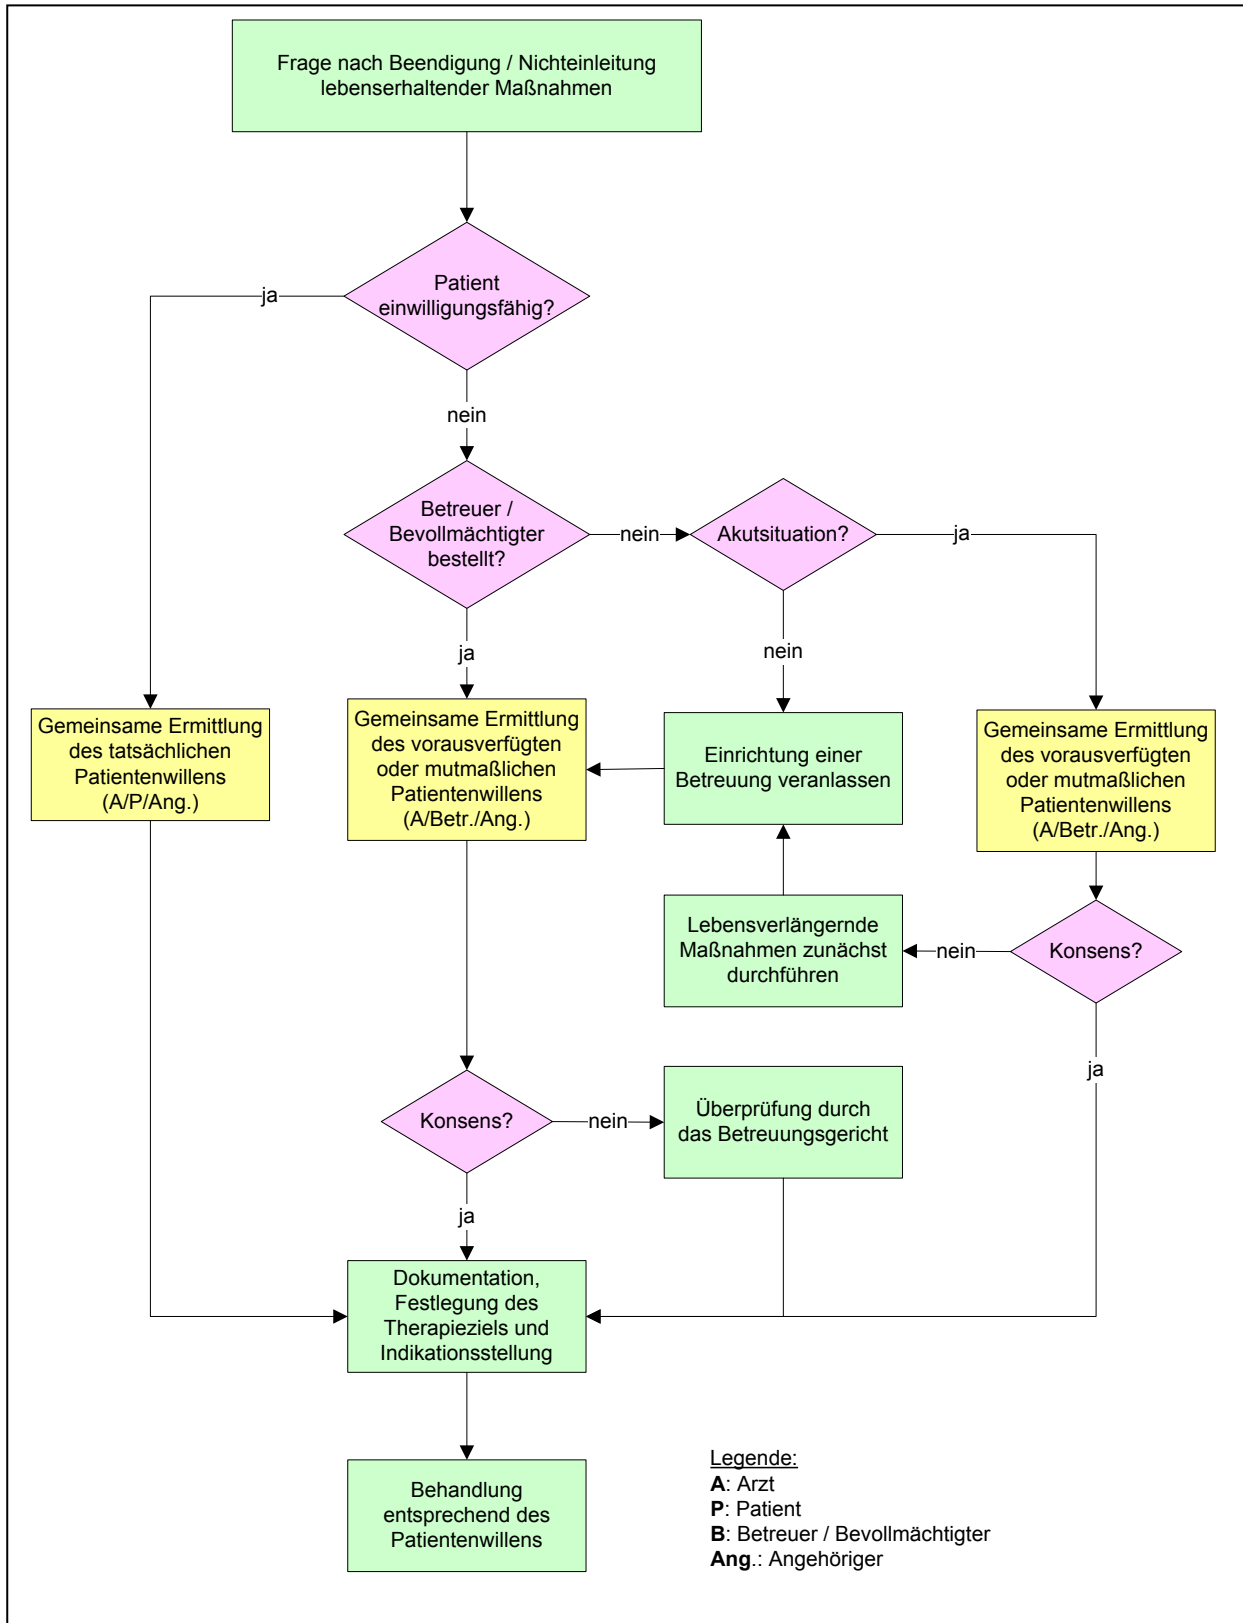 Frage nach Beendigung / Nichteinleitung
lebenserhaltender Maßnahmen
Patient
einwilligungsfähig?
ja
nein
Betreuer /
Bevollmächtigter
bestellt?
nein
Akutsituation?
ja
ja
nein
Gemeinsame Ermittlung
des tatsächlichen
Patientenwillens
(A/P/Ang.)
Gemeinsame Ermittlung
des vorausverfügten
oder mutmaßlichen
Patientenwillens
(A/Betr./Ang.)
Einrichtung einer
Betreuung veranlassen
Gemeinsame Ermittlung
des vorausverfügten
oder mutmaßlichen
Patientenwillens
(A/Betr./Ang.)
Lebensverlängernde
Maßnahmen zunächst
durchführen
nein
Konsens?
ja
Konsens?
nein
Überprüfung durch
das Betreuungsgericht
ja
Dokumentation,
Festlegung des
Therapieziels und
Indikationsstellung
Behandlung
entsprechend des
Patientenwillens
Legende:
A: Arzt
P: Patient
B: Betreuer / Bevollmächtigter
Ang.: Angehöriger